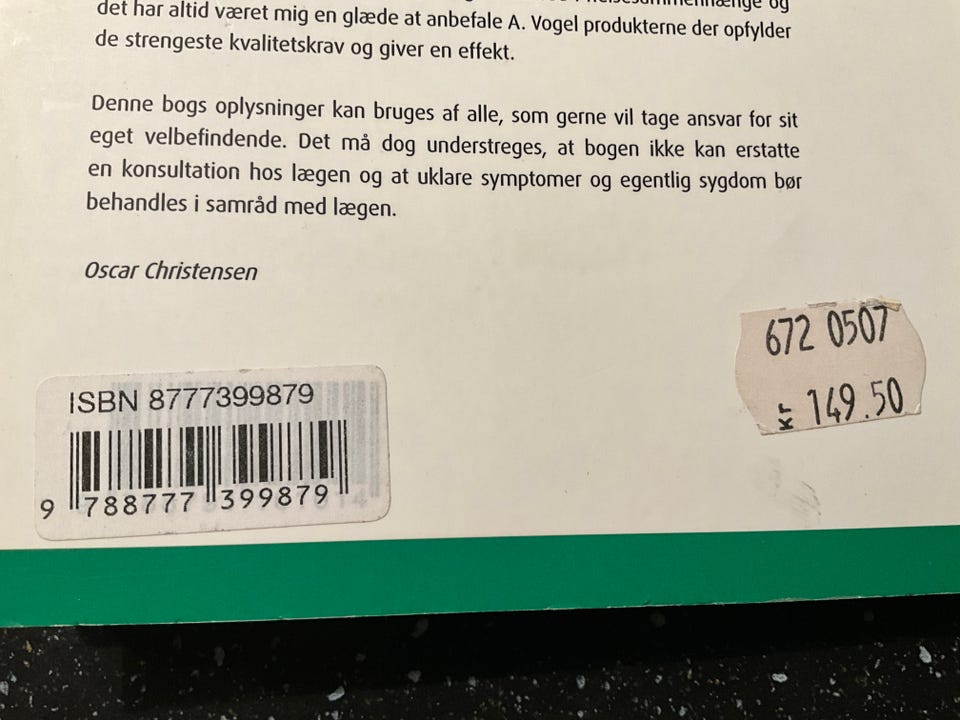 og
det har altid været mig en glæde at anbefale A. Vogel produkterne der opfylder
de strengeste kvalitetskrav og giver en effekt.
Denne bogs oplysninger kan bruges af alle, som gerne vil tage ansvar for sit
eget velbefindende. Det må dog understreges, at bogen ikke kan erstatte
en konsultation hos lægen og at uklare symptomer og egentlig sygdom bør
behandles i samråd med lægen.
Oscar Christensen
672 0507
kr 149.50
ISBN 8777399879
9 788777 399879